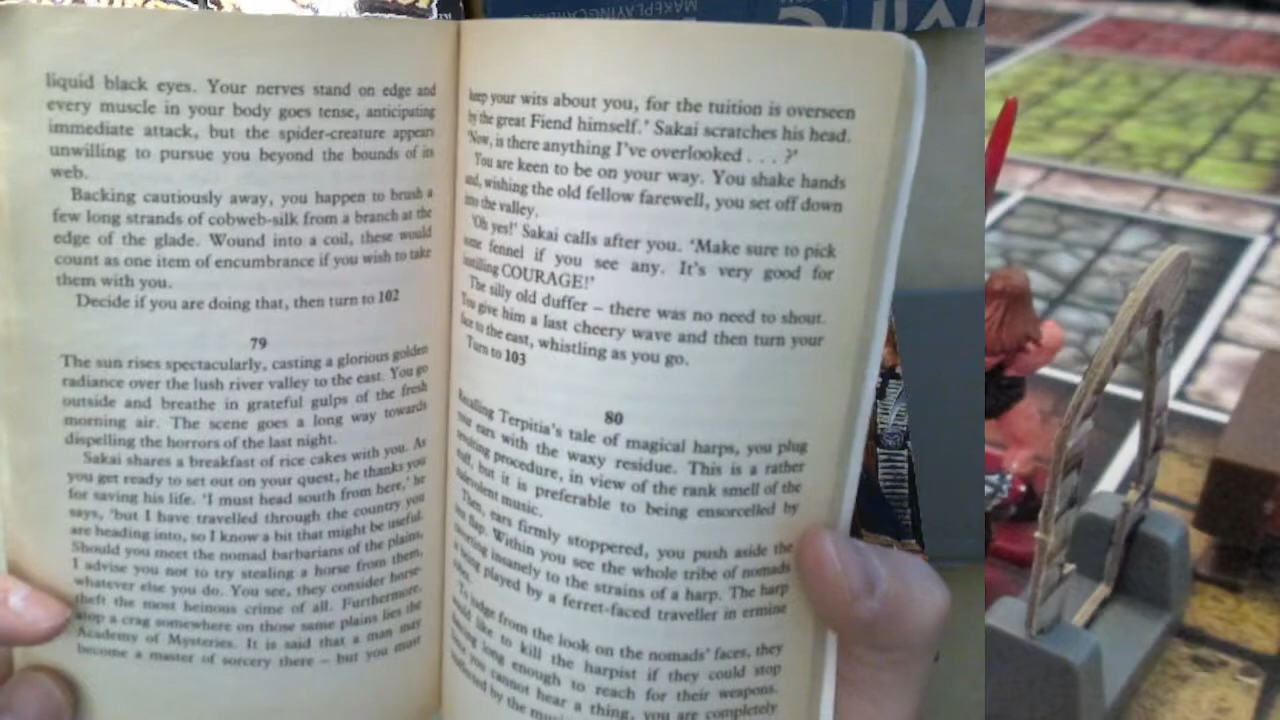 MAKEPLAYINGCA
liquid black eyes. Your nerves stand on edge and
every muscle in your body goes tense, anticipating
immediate attack, but the spider-creature appears
unwilling to pursue you beyond the bounds of its
web.
Backing cautiously away, you happen to brush a
few long strands of cobweb-silk from a branch at the
edge of the glade. Wound into a coil, these would
count as one item of encumbrance if you wish to take
them with you.
Decide if you are doing that, then turn to 102
79
The sun rises spectacularly, casting a glorious golden
radiance over the lush river valley to the east. You go
outside and breathe in grateful gulps of the fresh
morning air. The scene goes a long way towards
dispelling the horrors of the last night.
Sakai shares a breakfast of rice cakes with you. As
you get ready to set out on your quest, he thanks you
for saving his life. 'I must head south from here,' he
says, 'but I have travelled through the country you
are heading into, so I know a bit that might be useful.
Should you meet the nomad barbarians of the plains,
I advise you not to try stealing a horse from them,
whatever else you do. You see, they consider horse-
theft the most heinous crime of all. Furthermore,
atop a crag somewhere on those same plains lies the
Academy of Mysteries. It is said that a man may
become a master of sorcery there – but you must
keep your wits about you, for the tuition is overseen
by the great Fiend himself.' Sakai scratches his head.
'Now, is there anything I've overlooked . . . ?'
You are keen to be on your way. You shake hands
and, wishing the old fellow farewell, you set off down
into the valley.
'Oh yes!' Sakai calls after you. 'Make sure to pick
some fennel if you see any. It's very good for
instilling COURAGE!'
The silly old duffer – there was no need to shout.
You give him a last cheery wave and then turn your
face to the east, whistling as you go.
Turn to 103
80
Recalling Terpitia's tale of magical harps, you plug
your ears with the waxy residue. This is a rather
revolting procedure, in view of the rank smell of the
stuff, but it is preferable to being ensorcelled by
malevolent music.
Then, ears firmly stoppered, you push aside the
tent flap. Within you see the whole tribe of nomads
cavorting insanely to the strains of a harp. The harp
is being played by a ferret-faced traveller in ermine
To judge from the look on the nomads' faces, they
would like to kill the harpist if they could stop
dancing long enough to reach for their weapons.
you cannot hear a thing, you are completely
by the